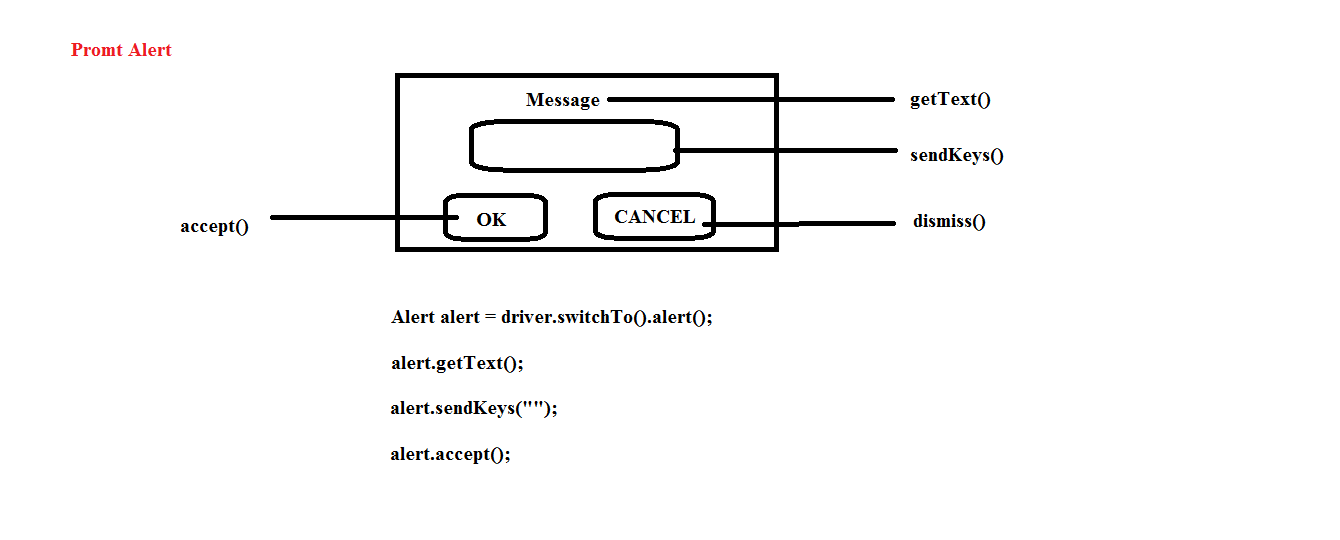 Promt Alert
Message
getText()
sendKeys()
accept()
OK
CANCEL
dismiss()
Alert alert = driver.switchTo().alert();
alert.getText();
alert.sendKeys("");
alert.accept();